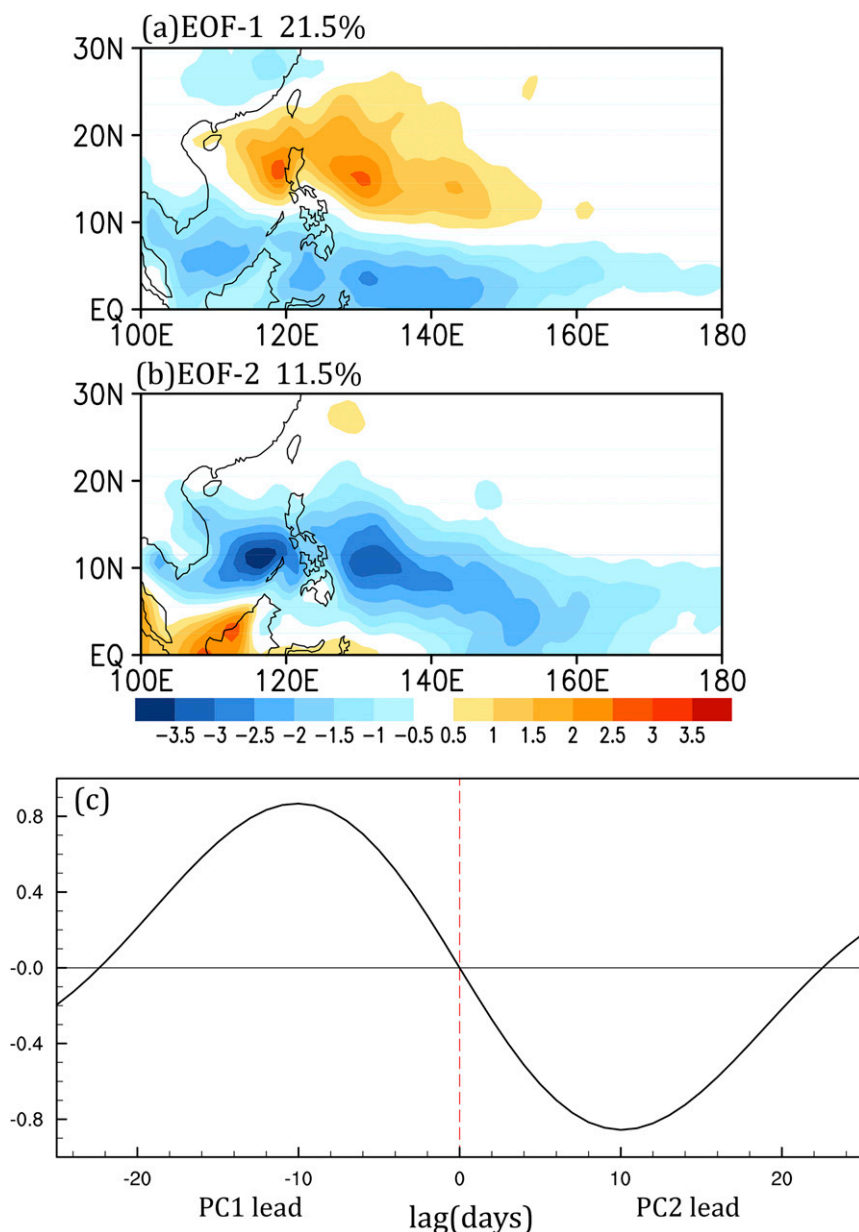 (a)EOF-1 21.5%
30N
20N
10N
EQ
100E 120E 140E 160E 180
(b)EOF-2 11.5%
30N
20N
10N
EQ
100E 120E 140E 160E 180
-3.5 -3 -2.5 -2 -1.5 -1 -0.5 0.5 1 1.5 2 2.5 3 3.5
(c)
0.8
0.4
-0.0
-0.4
-0.8
-20 -10 0 10 20
PC1 lead lag(days) PC2 lead